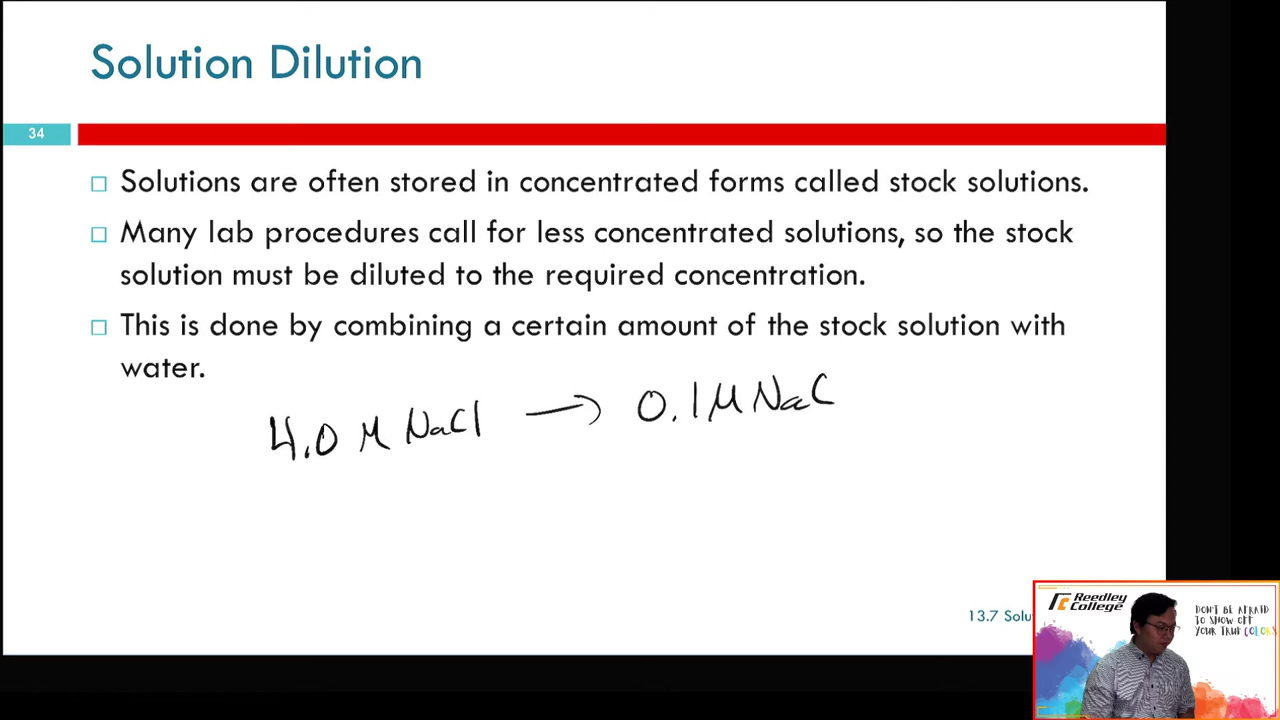 Solution Dilution
34
□ Solutions are often stored in concentrated forms called stock solutions.
□ Many lab procedures call for less concentrated solutions, so the stock
solution must be diluted to the required concentration.
□ This is done by combining a certain amount of the stock solution with
water.
4.0 M NaCl → 0.1 M NaC
13.7 Solu
Reedley
College
DON'T BE AFRAID
TO SHOW OFF
YOUR TRUE COLORS